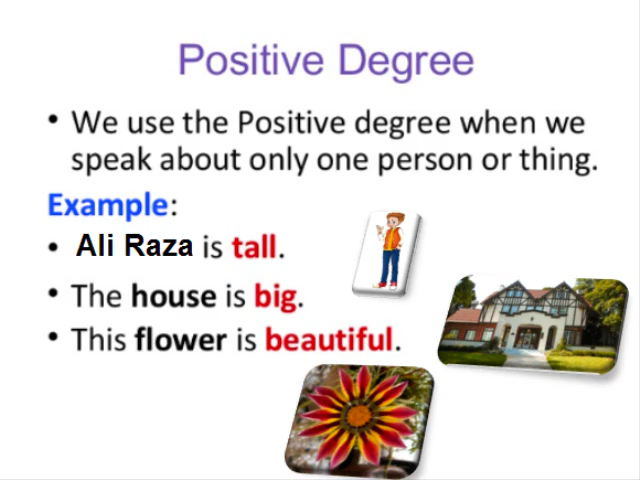 Positive Degree
• We use the Positive degree when we
speak about only one person or thing.
Example:
• Ali Raza is tall.
• The house is big.
• This flower is beautiful.